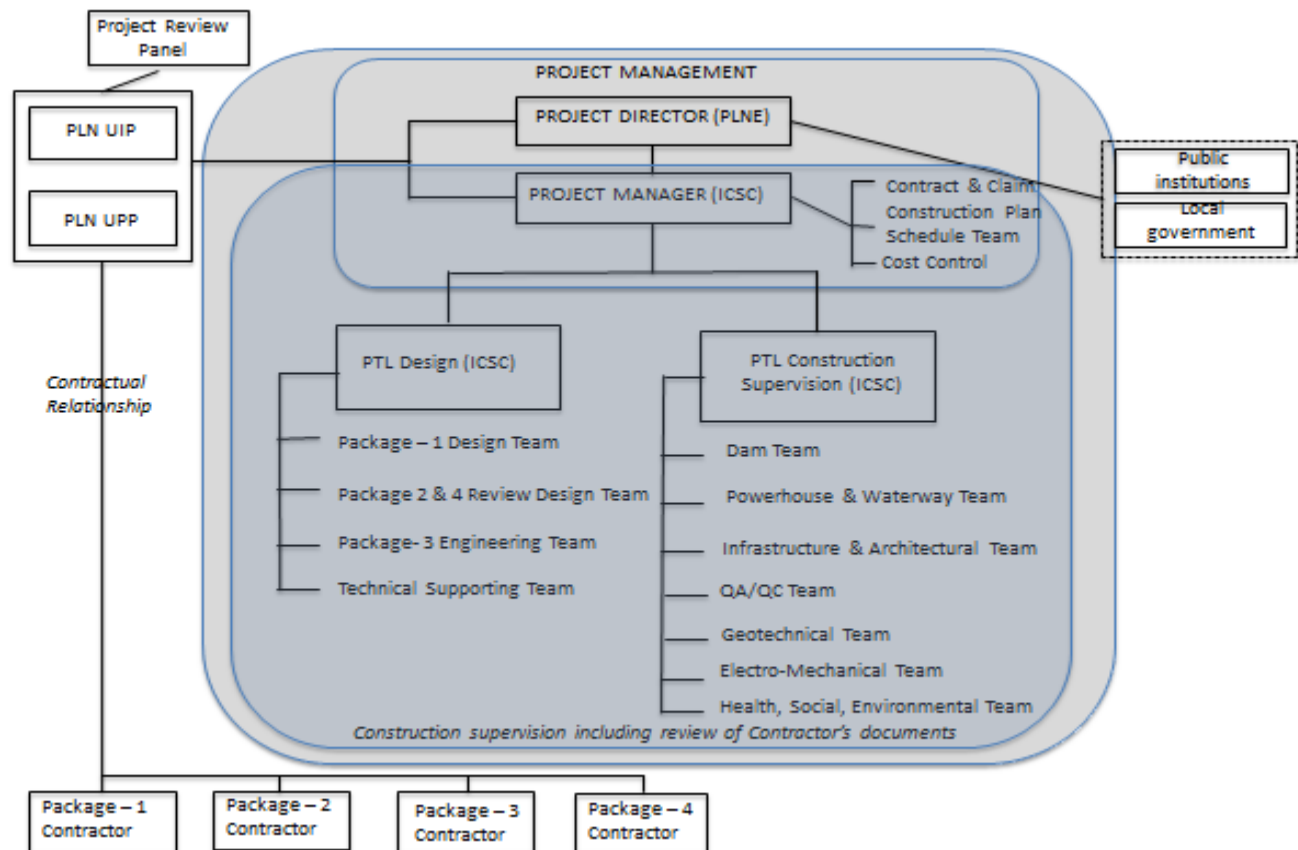 Project Review
Panel
PROJECT MANAGEMENT
PLN UIP
PROJECT DIRECTOR (PLNE)
Public
institutions
PLN UPP
PROJECT MANAGER (ICSC)
Contract & Claim
Construction Plan
Schedule Team
Cost Control
Local
government
PTL Design (ICSC)
PTL Construction
Supervision (ICSC)
Contractual
Relationship
Package – 1 Design Team
Package 2 & 4 Review Design Team
Package- 3 Engineering Team
Technical Supporting Team
Dam Team
Powerhouse & Waterway Team
Infrastructure & Architectural Team
QA/QC Team
Geotechnical Team
Electro-Mechanical Team
Health, Social, Environmental Team
Construction supervision including review of Contractor's documents
Package – 1
Contractor
Package – 2
Contractor
Package – 3
Contractor
Package – 4
Contractor